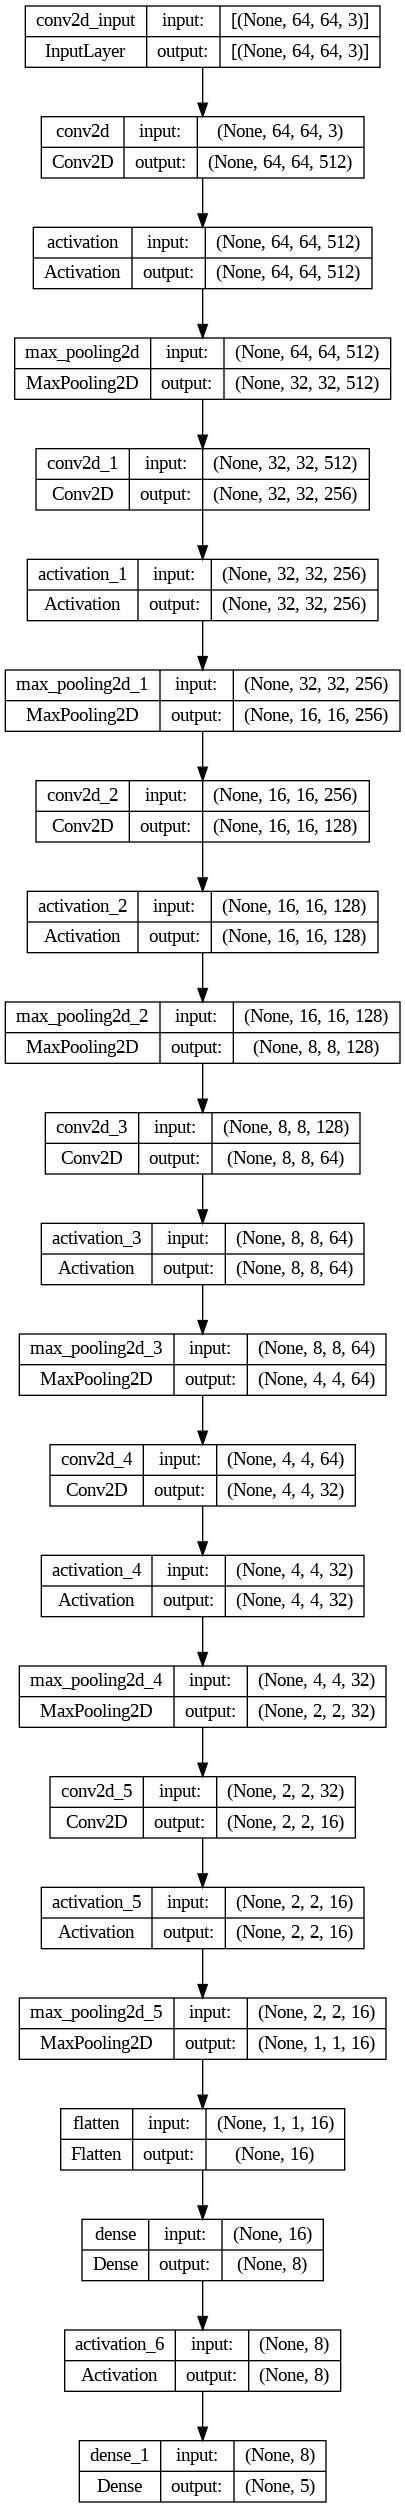 conv2d_input input: [(None, 64, 64, 3)]
InputLayer output: [(None, 64, 64, 3)]
conv2d input: (None, 64, 64, 3)
Conv2D output: (None, 64, 64, 512)
activation input: (None, 64, 64, 512)
Activation output: (None, 64, 64, 512)
max_pooling2d input: (None, 64, 64, 512)
MaxPooling2D output: (None, 32, 32, 512)
conv2d_1 input: (None, 32, 32, 512)
Conv2D output: (None, 32, 32, 256)
activation_1 input: (None, 32, 32, 256)
Activation output: (None, 32, 32, 256)
max_pooling2d_1 input: (None, 32, 32, 256)
MaxPooling2D output: (None, 16, 16, 256)
conv2d_2 input: (None, 16, 16, 256)
Conv2D output: (None, 16, 16, 128)
activation_2 input: (None, 16, 16, 128)
Activation output: (None, 16, 16, 128)
max_pooling2d_2 input: (None, 16, 16, 128)
MaxPooling2D output: (None, 8, 8, 128)
conv2d_3 input: (None, 8, 8, 128)
Conv2D output: (None, 8, 8, 64)
activation_3 input: (None, 8, 8, 64)
Activation output: (None, 8, 8, 64)
max_pooling2d_3 input: (None, 8, 8, 64)
MaxPooling2D output: (None, 4, 4, 64)
conv2d_4 input: (None, 4, 4, 64)
Conv2D output: (None, 4, 4, 32)
activation_4 input: (None, 4, 4, 32)
Activation output: (None, 4, 4, 32)
max_pooling2d_4 input: (None, 4, 4, 32)
MaxPooling2D output: (None, 2, 2, 32)
conv2d_5 input: (None, 2, 2, 32)
Conv2D output: (None, 2, 2, 16)
activation_5 input: (None, 2, 2, 16)
Activation output: (None, 2, 2, 16)
max_pooling2d_5 input: (None, 2, 2, 16)
MaxPooling2D output: (None, 1, 1, 16)
flatten input: (None, 1, 1, 16)
Flatten output: (None, 16)
dense input: (None, 16)
Dense output: (None, 8)
activation_6 input: (None, 8)
Activation output: (None, 8)
dense_1 input: (None, 8)
Dense output: (None, 5)